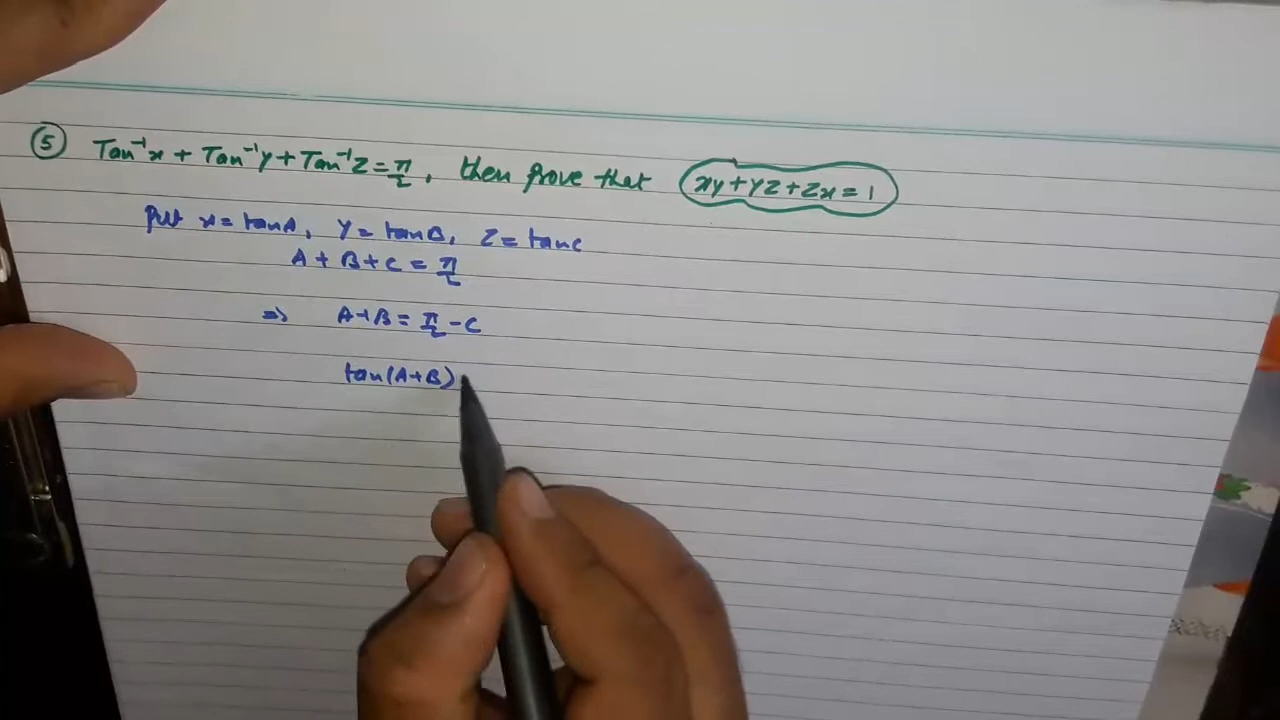 ⑤ Tan⁻¹x + Tan⁻¹y + Tan⁻¹z = π/2, then prove that xy+yz+zx=1
put x = tanA, y = tanB, z = tanC
A + B + C = π/2
⇒ A+B = π/2 - C
tan(A+B)